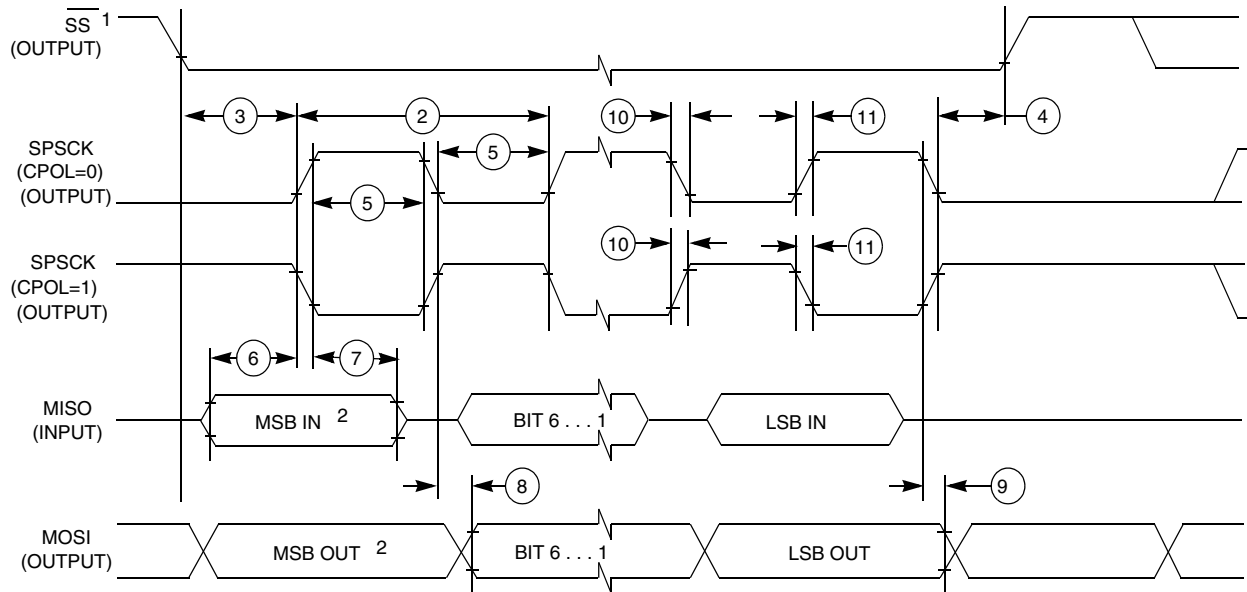 SS 1
(OUTPUT)
3
2
10
11
4
SPSCK
(CPOL=0)
(OUTPUT)
5
5
10
11
SPSCK
(CPOL=1)
(OUTPUT)
6
7
MISO
(INPUT)
MSB IN 2
BIT 6 . . . 1
LSB IN
8
9
MOSI
(OUTPUT)
MSB OUT 2
BIT 6 . . . 1
LSB OUT